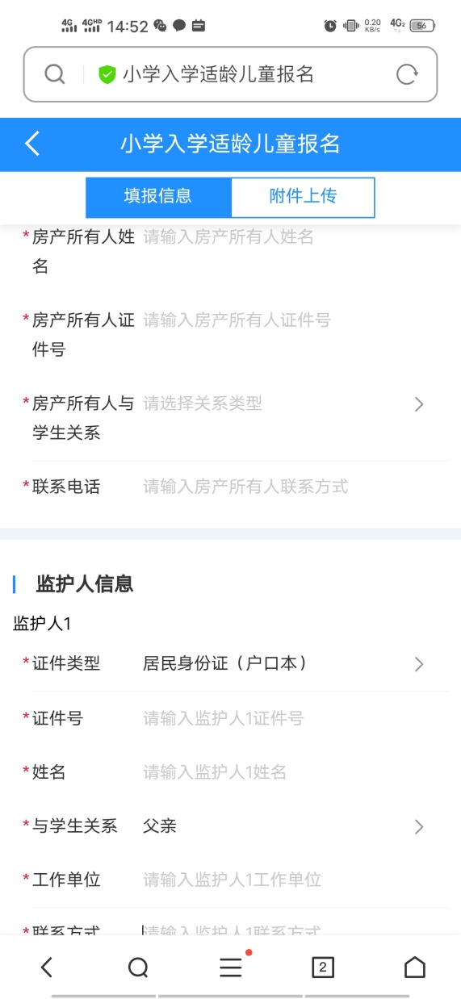 4G 4GHD 14:52 0.20 KB/s 4G2 56
小学入学适龄儿童报名
小学入学适龄儿童报名
填报信息 附件上传
*房产所有人姓名 请输入房产所有人姓名
*房产所有人证件号 请输入房产所有人证件号
*房产所有人与学生关系 请选择关系类型
*联系电话 请输入房产所有人联系方式
监护人信息
监护人1
*证件类型 居民身份证（户口本）
*证件号 请输入监护人1证件号
*姓名 请输入监护人1姓名
*与学生关系 父亲
*工作单位 请输入监护人1工作单位
*联系方式 请输入监护人1联系方式
2